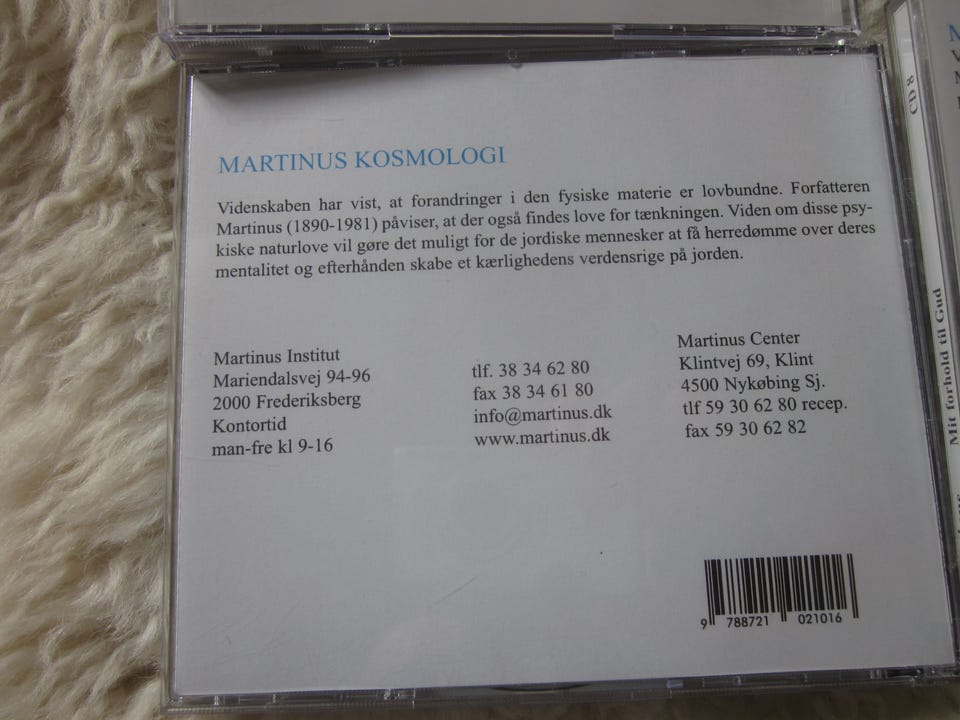 MARTINUS KOSMOLOGI
Videnskaben har vist, at forandringer i den fysiske materie er lovbundne. Forfatteren
Martinus (1890-1981) påviser, at der også findes love for tænkningen. Viden om disse psy-
kiske naturlove vil gøre det muligt for de jordiske mennesker at få herredømme over deres
mentalitet og efterhånden skabe et kærlighedens verdensrige på jorden.
Martinus Institut
Mariendalsvej 94-96
2000 Frederiksberg
Kontortid
man-fre kl 9-16
tlf. 38 34 62 80
fax 38 34 61 80
info@martinus.dk
www.martinus.dk
Martinus Center
Klintvej 69, Klint
4500 Nykøbing Sj.
tlf 59 30 62 80 recep.
fax 59 30 62 82
9 788721 021016
CD 8
Mit forhold til Gud